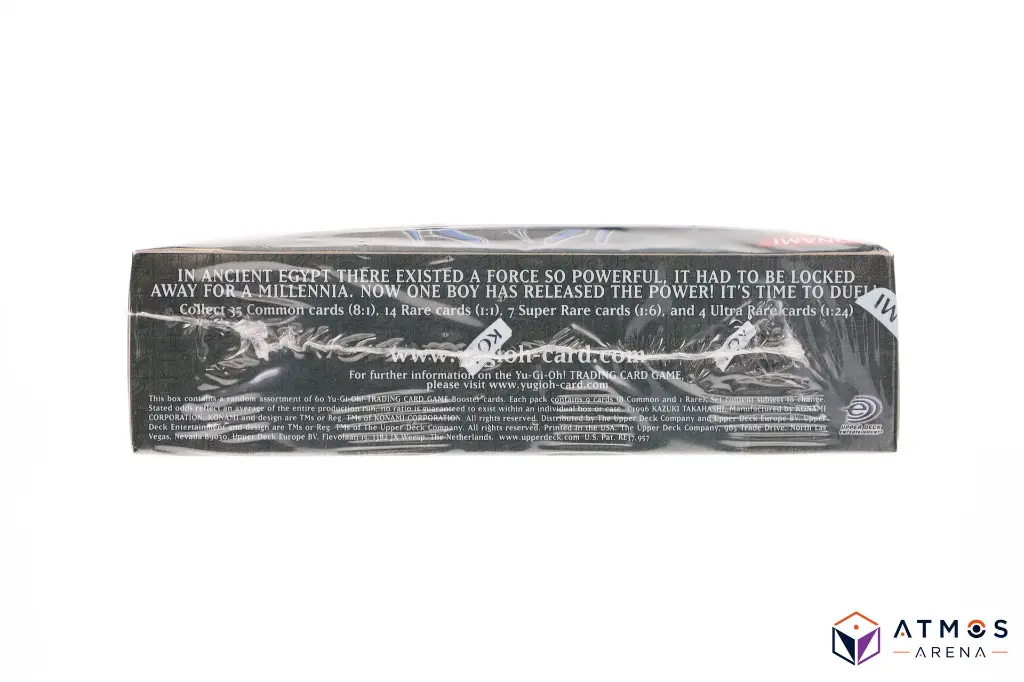 KONAMI
IN ANCIENT EGYPT THERE EXISTED A FORCE SO POWERFUL, IT HAD TO BE LOCKED
AWAY FOR A MILLENNIA. NOW ONE BOY HAS RELEASED THE POWER! IT'S TIME TO DUEL!
Collect 35 Common cards (8:1), 14 Rare cards (1:1), 7 Super Rare cards (1:6), and 4 Ultra Rare cards (1:24)
www.yugioh-card.com
For further information on the Yu-Gi-Oh! TRADING CARD GAME,
please visit www.yugioh-card.com
This box contains a random assortment of 60 Yu-Gi-Oh! TRADING CARD GAME Booster cards. Each pack contains 9 cards (8 Common and 1 Rare). Set content subject to change.
Stated odds reflect an average of the entire production run; no ratio is guaranteed to exist within an individual box or case. ©1996 KAZUKI TAKAHASHI. Manufactured by KONAMI
CORPORATION. KONAMI and design are TMs or Reg. TMs of KONAMI CORPORATION. All rights reserved. Distributed by The Upper Deck Company and Upper Deck Europe BV. Upper
Deck Entertainment and design are TMs or Reg. TMs of The Upper Deck Company. All rights reserved. Printed in the USA. The Upper Deck Company, 985 Trade Drive, North Las
Vegas, Nevada 89030. Upper Deck Europe BV, Flevolaan 15, 1382 JX Weesp, The Netherlands. www.upperdeck.com U.S. Pat. RE37,957
UPPER DECK
ENTERTAINMENT
KO
KO
MI
ATMOS
ARENA